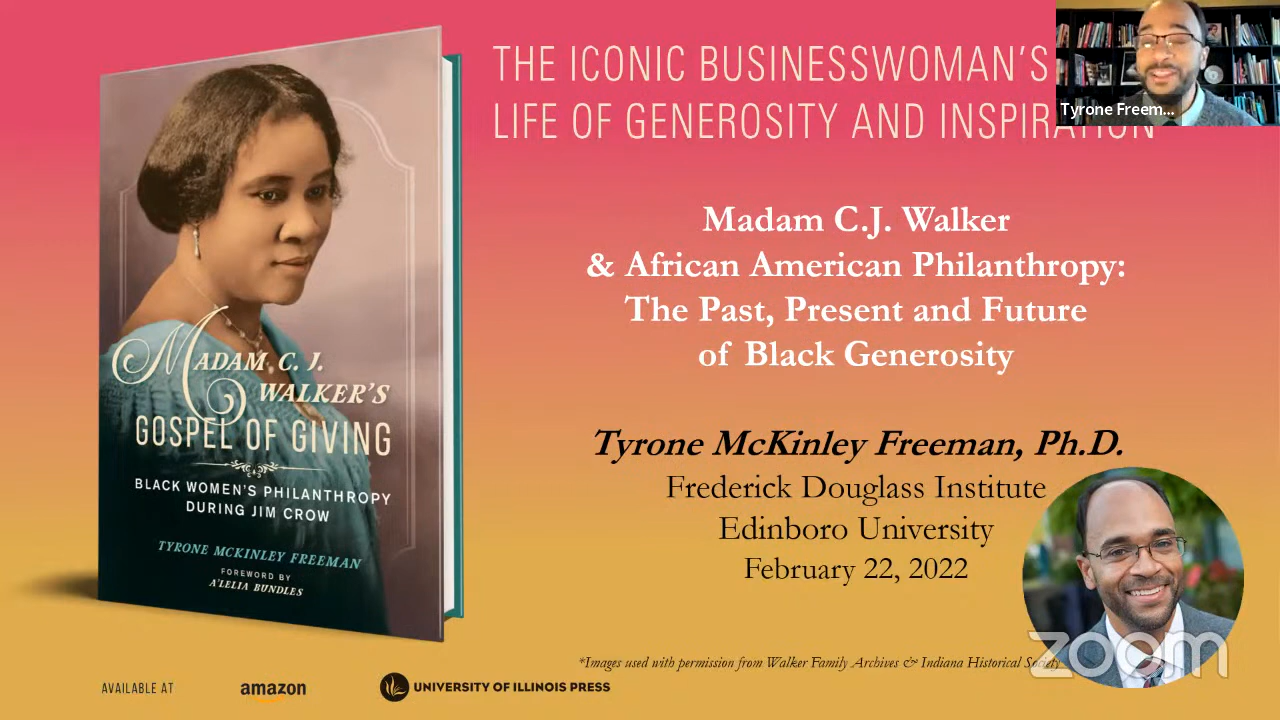 THE ICONIC BUSINESSWOMAN'S
LIFE OF GENEROSITY AND INSPIRATION
Tyrone Freem...
Madam C.J. Walker
& African American Philanthropy:
The Past, Present and Future
of Black Generosity
Tyrone McKinley Freeman, Ph.D.
Frederick Douglass Institute
Edinboro University
February 22, 2022
MADAM C. J.
WALKER'S
GOSPEL OF GIVING
BLACK WOMEN'S PHILANTHROPY
DURING JIM CROW
TYRONE MCKINLEY FREEMAN
FOREWORD BY
A'LELIA BUNDLES
*Images used with permission from Walker Family Archives & Indiana Historical Society
zoom
AVAILABLE AT
amazon
UNIVERSITY OF ILLINOIS PRESS